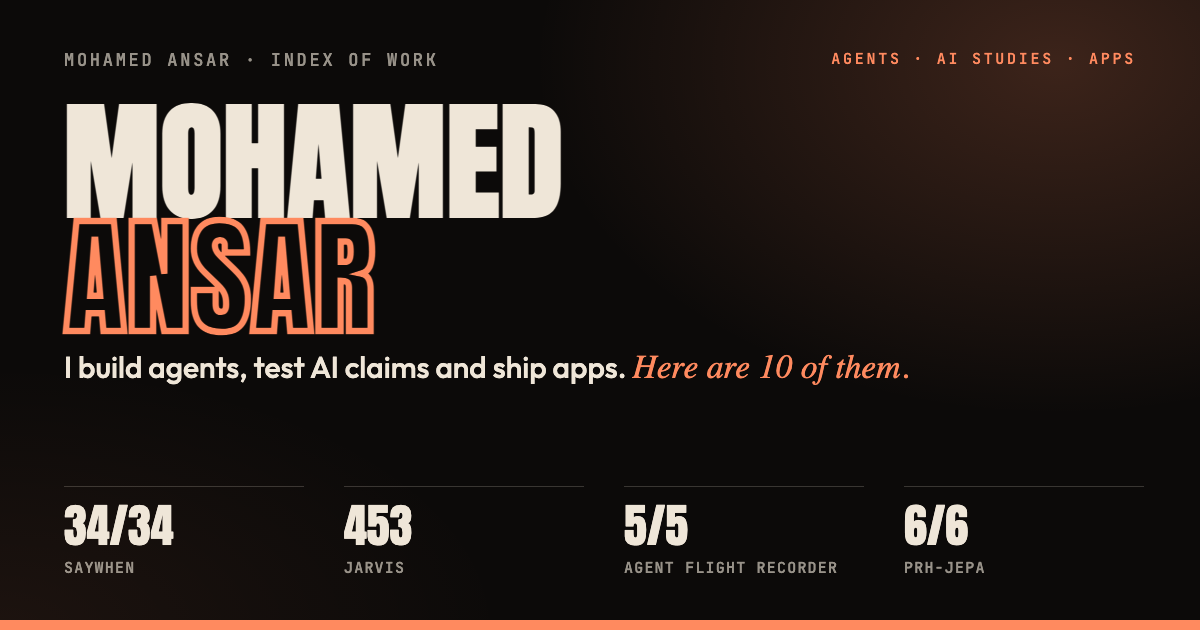 MOHAMED ANSAR · INDEX OF WORK
AGENTS · AI STUDIES · APPS
MOHAMED
ANSAR
I build agents, test AI claims and ship apps. Here are 10 of them.
34/34
SAYWHEN
453
JARVIS
5/5
AGENT FLIGHT RECORDER
6/6
PRH-JEPA